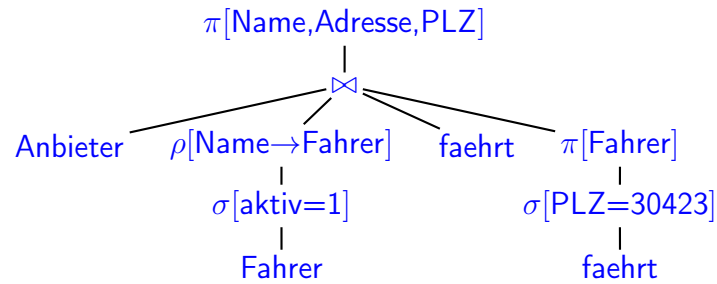 π[Name,Adresse,PLZ]
⋈
Anbieter ρ[Name→Fahrer] faehrt π[Fahrer]
σ[aktiv=1] σ[PLZ=30423]
Fahrer faehrt